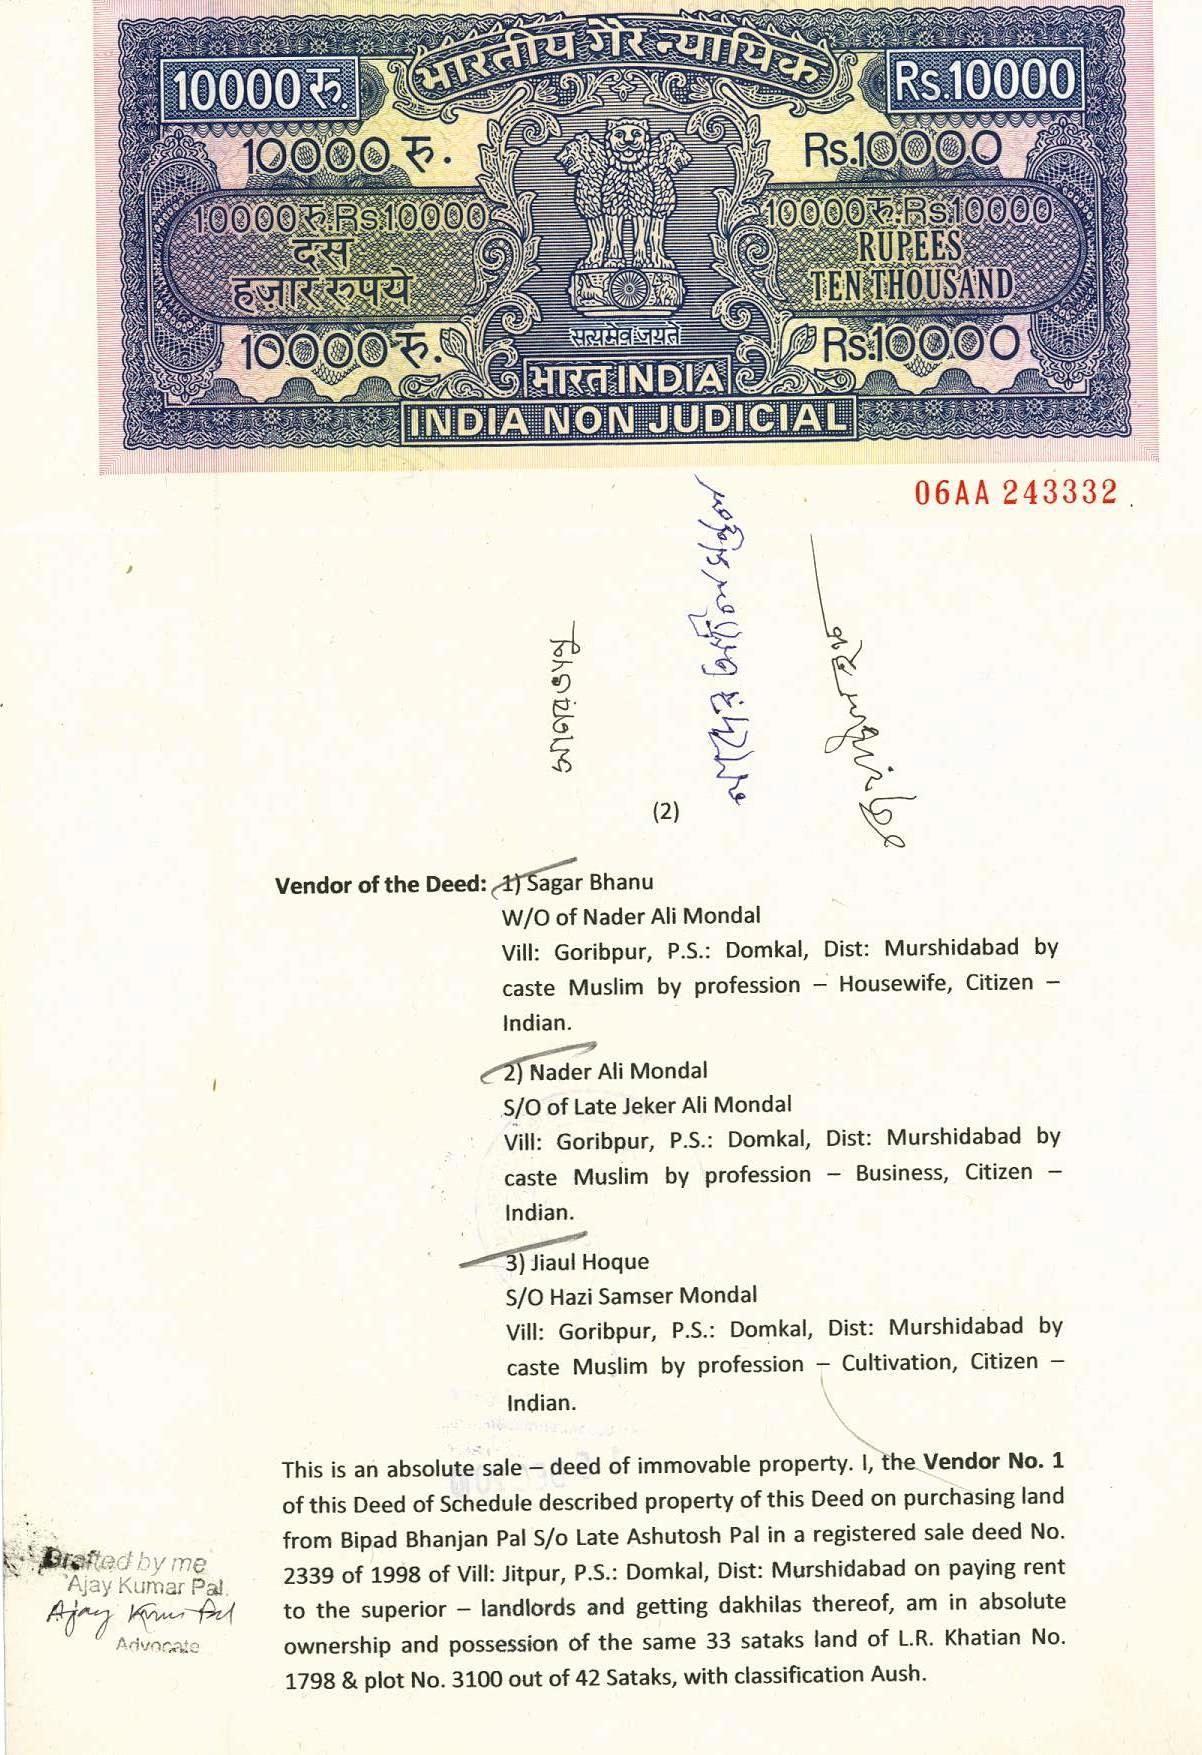 भारतीय गैर न्यायिक
10000 रु.
Rs.10000
10000 रु.
Rs.10000
10000रु.Rs.10000
10000रु.Rs.10000
दस
हज़ार रुपये
RUPEES
TEN THOUSAND
सत्यमेव जयते
10000 रु.
Rs.10000
भारत INDIA
INDIA NON JUDICIAL
06AA 243332
(2)
Vendor of the Deed: 1) Sagar Bhanu
W/O of Nader Ali Mondal
Vill: Goribpur, P.S.: Domkal, Dist: Murshidabad by
caste Muslim by profession – Housewife, Citizen –
Indian.
2) Nader Ali Mondal
S/O of Late Jeker Ali Mondal
Vill: Goribpur, P.S.: Domkal, Dist: Murshidabad by
caste Muslim by profession – Business, Citizen –
Indian.
3) Jiaul Hoque
S/O Hazi Samser Mondal
Vill: Goribpur, P.S.: Domkal, Dist: Murshidabad by
caste Muslim by profession – Cultivation, Citizen –
Indian.
This is an absolute sale – deed of immovable property. I, the Vendor No. 1
of this Deed of Schedule described property of this Deed on purchasing land
from Bipad Bhanjan Pal S/o Late Ashutosh Pal in a registered sale deed No.
2339 of 1998 of Vill: Jitpur, P.S.: Domkal, Dist: Murshidabad on paying rent
to the superior – landlords and getting dakhilas thereof, am in absolute
ownership and possession of the same 33 sataks land of L.R. Khatian No.
1798 & plot No. 3100 out of 42 Sataks, with classification Aush.
Drafted by me
Ajay Kumar Pal.
Ajay Kumar Pal
Advocate